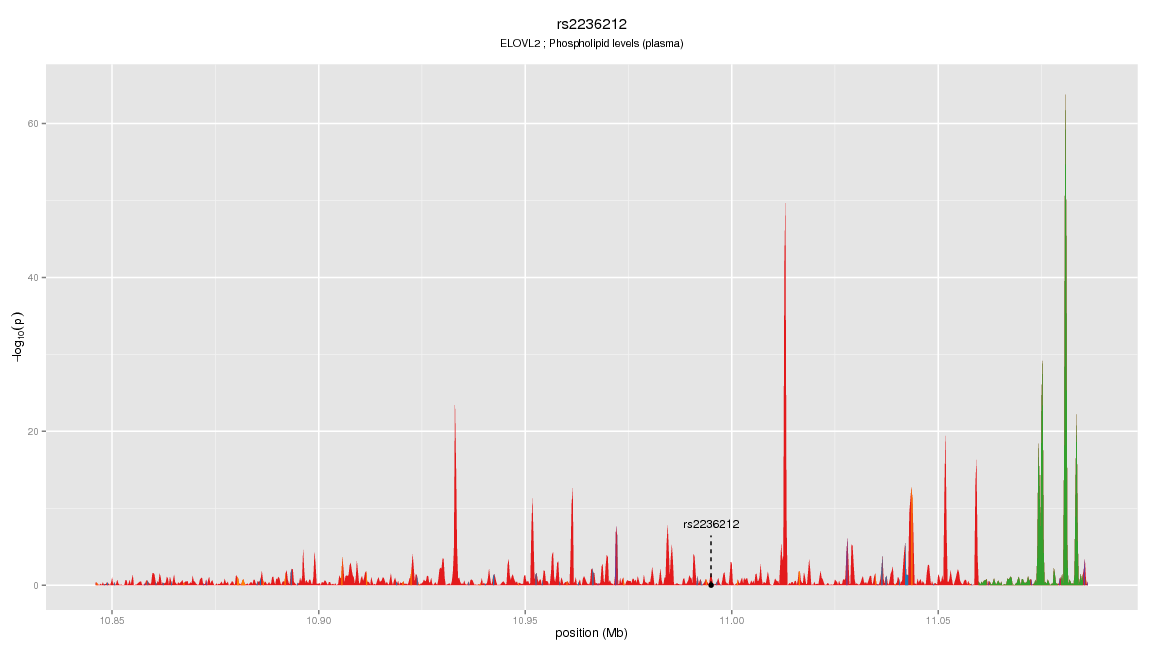 rs2236212
ELOVL2 ; Phospholipid levels (plasma)
60
40
20
0
−log10(p)
rs2236212
10.85 10.90 10.95 11.00 11.05
position (Mb)